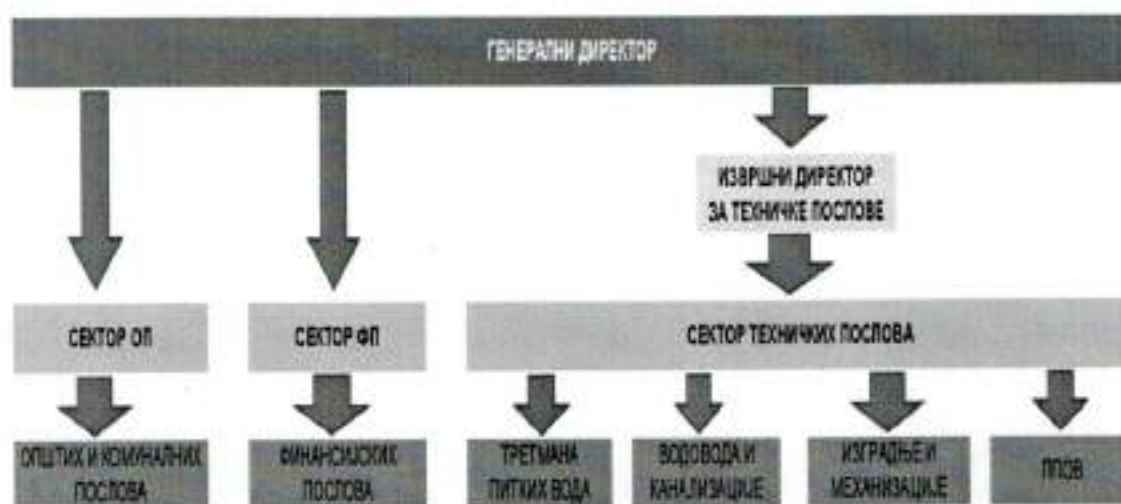 ГЕНЕРАЛНИ ДИРЕКТОР
ИЗВРШНИ ДИРЕКТОР
ЗА ТЕХНИЧКЕ ПОСЛОВЕ
СЕКТОР ОП
СЕКТОР ФП
СЕКТОР ТЕХНИЧКИХ ПОСЛОВА
ОПШТИХ И КОМУНАЛНИХ
ПОСЛОВА
ФИНАНСИЈСКИХ
ПОСЛОВА
ТРЕТМАНА
ПИТКИХ ВОДА
ВОДОВОДА И
КАНАЛИЗАЦИЈЕ
ИЗГРАДЊЕ И
МЕХАНИЗАЦИЈЕ
ППОВ